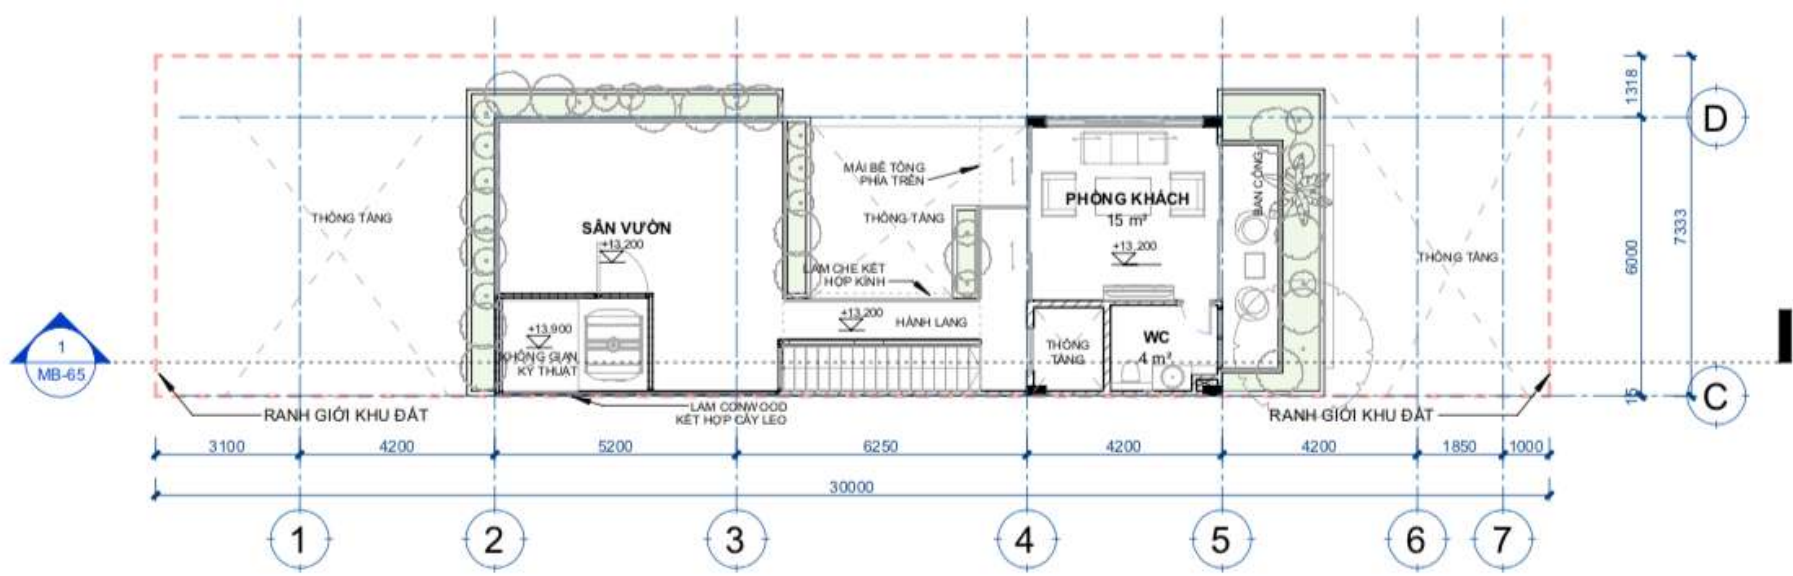 1318
D
MÁI BÊ TÔNG
PHÍA TRÊN
BAN CÔNG
PHÒNG KHÁCH
15 m²
THÔNG TẦNG
SÂN VƯỜN
THÔNG TẦNG
+13,200
+13,200
THÔNG TẦNG
6000
7333
LAM CHE KẾT
HỢP KÍNH
+13,200
HÀNH LANG
+13,900
1
MB-65
KHÔNG GIAN
KỸ THUẬT
THÔNG
TẦNG
WC
4 m²
15
C
RANH GIỚI KHU ĐẤT
LAM CONWOOD
KẾT HỢP CÂY LEO
RANH GIỚI KHU ĐẤT
3100
4200
5200
6250
4200
4200
1850
1000
30000
1
2
3
4
5
6
7